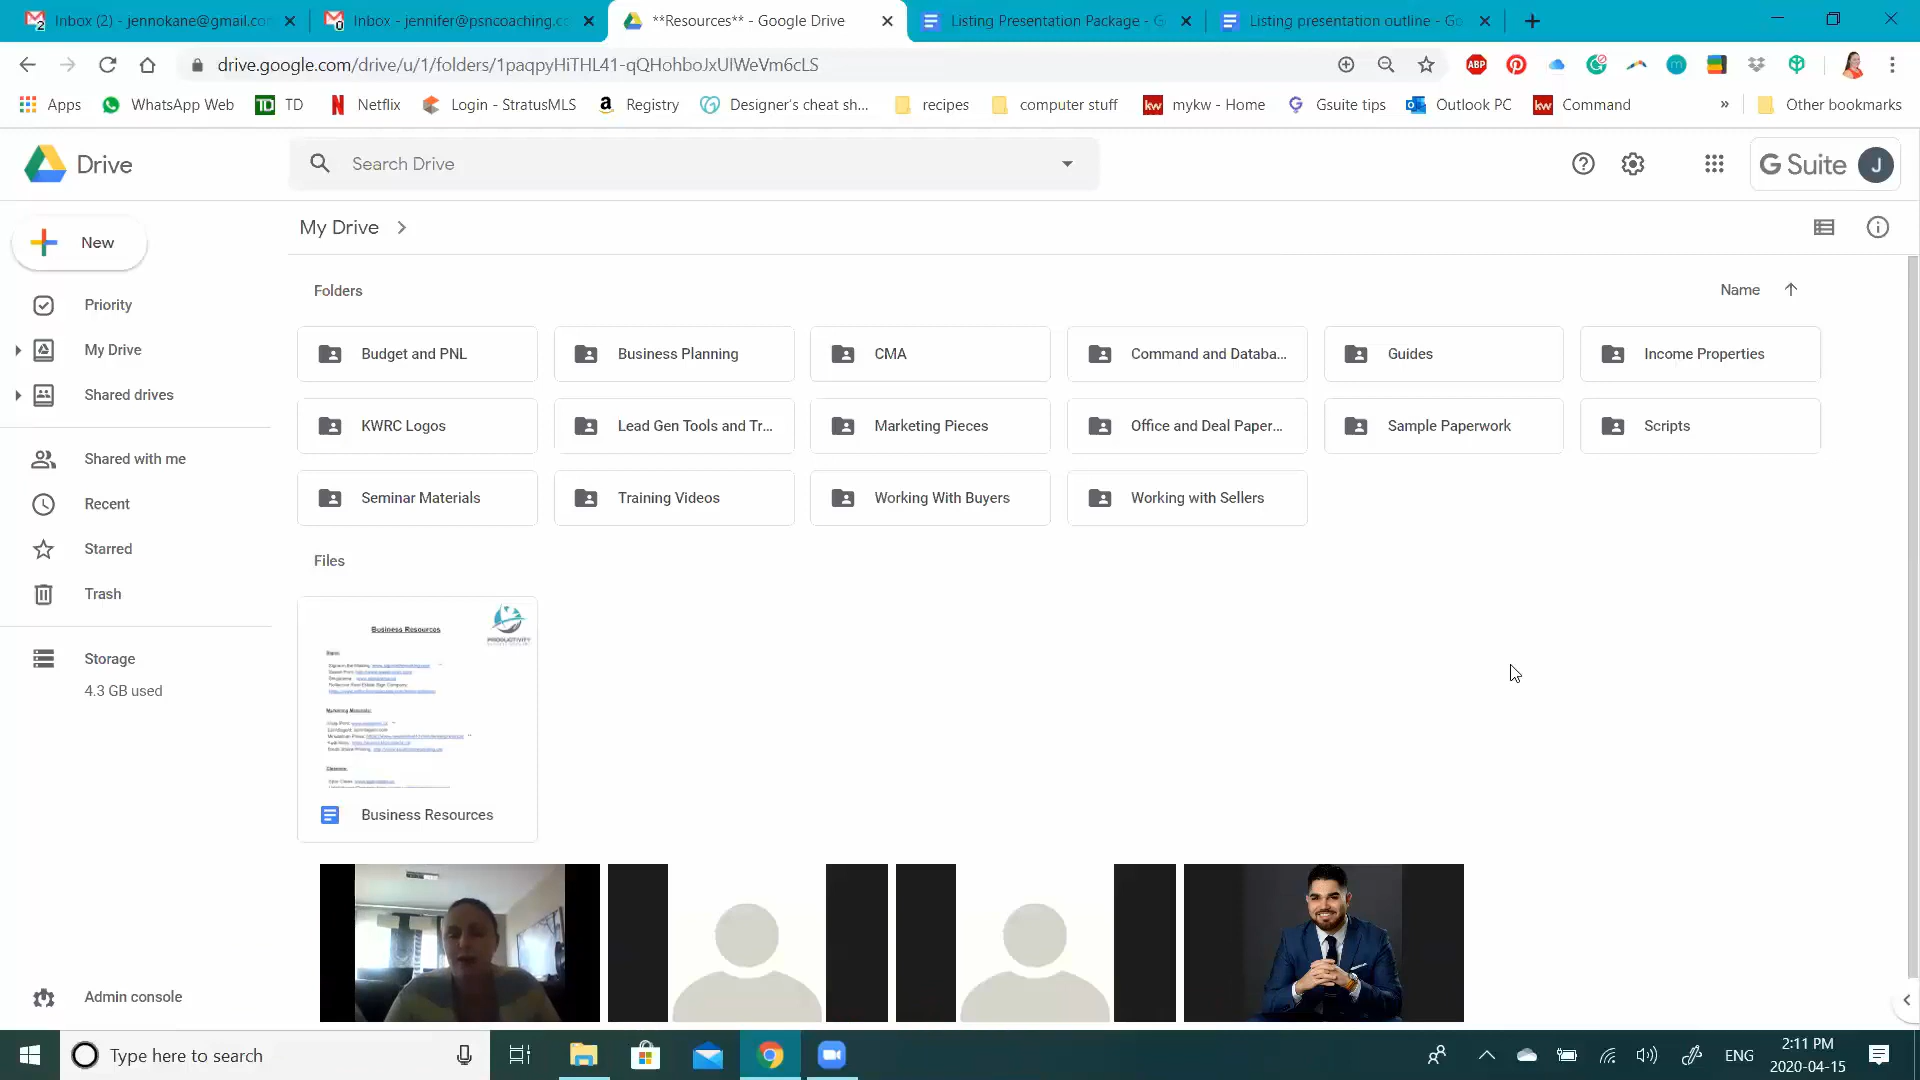 Inbox (2) - jennokane@gmail.com
Inbox - jennifer@psncoaching.co
**Resources** - Google Drive
Listing Presentation Package - G
Listing presentation outline - Go
drive.google.com/drive/u/1/folders/1paqpyHiTHL41-qQHohboJxUIWeVm6cLS
ABP
Apps
WhatsApp Web
TD
Netflix
Login - StratusMLS
Registry
Designer's cheat sh...
recipes
computer stuff
kw mykw - Home
Gsuite tips
Outlook PC
kw Command
» Other bookmarks
Drive
Search Drive
G Suite J
New
My Drive
Priority
My Drive
Shared drives
Shared with me
Recent
Starred
Trash
Storage
4.3 GB used
Admin console
Folders
Name
Budget and PNL
Business Planning
CMA
Command and Databa...
Guides
Income Properties
KWRC Logos
Lead Gen Tools and Tr...
Marketing Pieces
Office and Deal Paper...
Sample Paperwork
Scripts
Seminar Materials
Training Videos
Working With Buyers
Working with Sellers
Files
Business Resources
PRODUCTIVITY
Business Resources
Type here to search
ENG
2:11 PM
2020-04-15